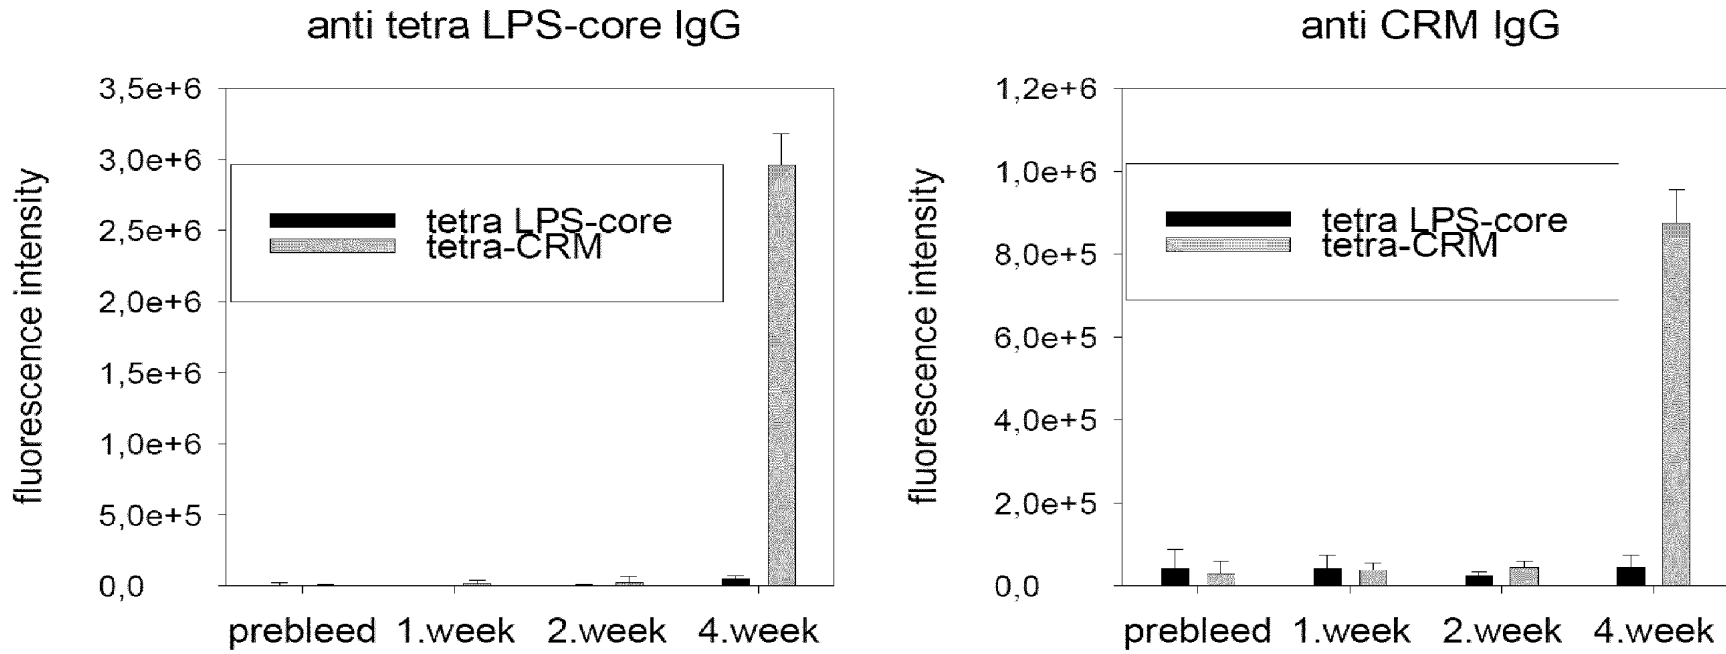 anti tetra LPS-core IgG
fluorescence intensity
3,5e+6
3,0e+6
2,5e+6
2,0e+6
1,5e+6
1,0e+6
5,0e+5
0,0
tetra LPS-core
tetra-CRM
prebleed 1.week 2.week 4.week
anti CRM IgG
fluorescence intensity
1,2e+6
1,0e+6
8,0e+5
6,0e+5
4,0e+5
2,0e+5
0,0
tetra LPS-core
tetra-CRM
prebleed 1.week 2.week 4.week